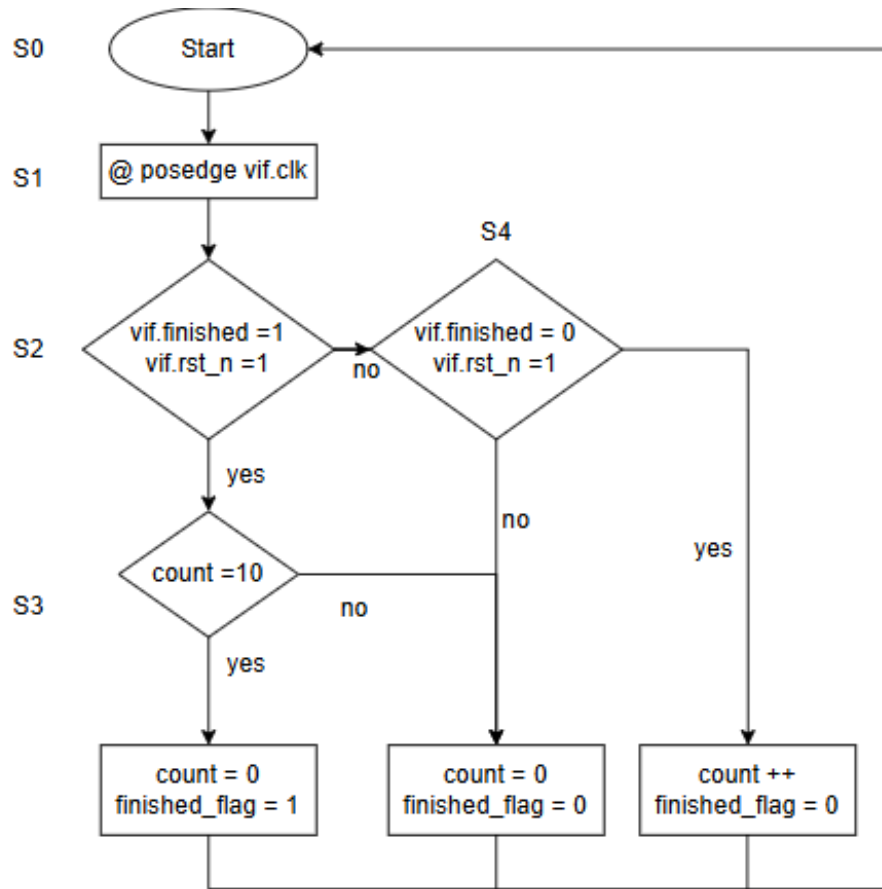 S0
Start
S1
@ posedge vif.clk
S4
S2
vif.finished =1
vif.rst_n =1
no
vif.finished = 0
vif.rst_n =1
yes
no
yes
S3
count =10
no
yes
count = 0
finished_flag = 1
count = 0
finished_flag = 0
count ++
finished_flag = 0